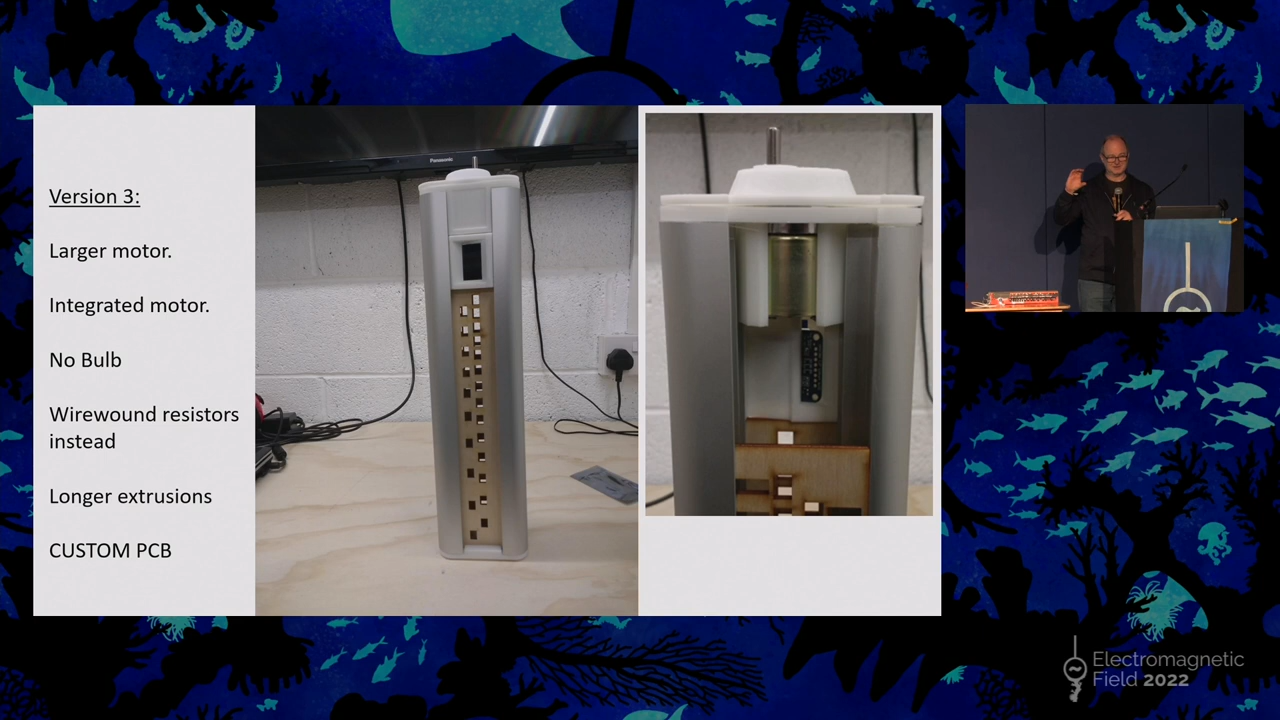 Version 3:
Larger motor.
Integrated motor.
No Bulb
Wirewound resistors
instead
Longer extrusions
CUSTOM PCB
Panasonic
Electromagnetic
Field 2022